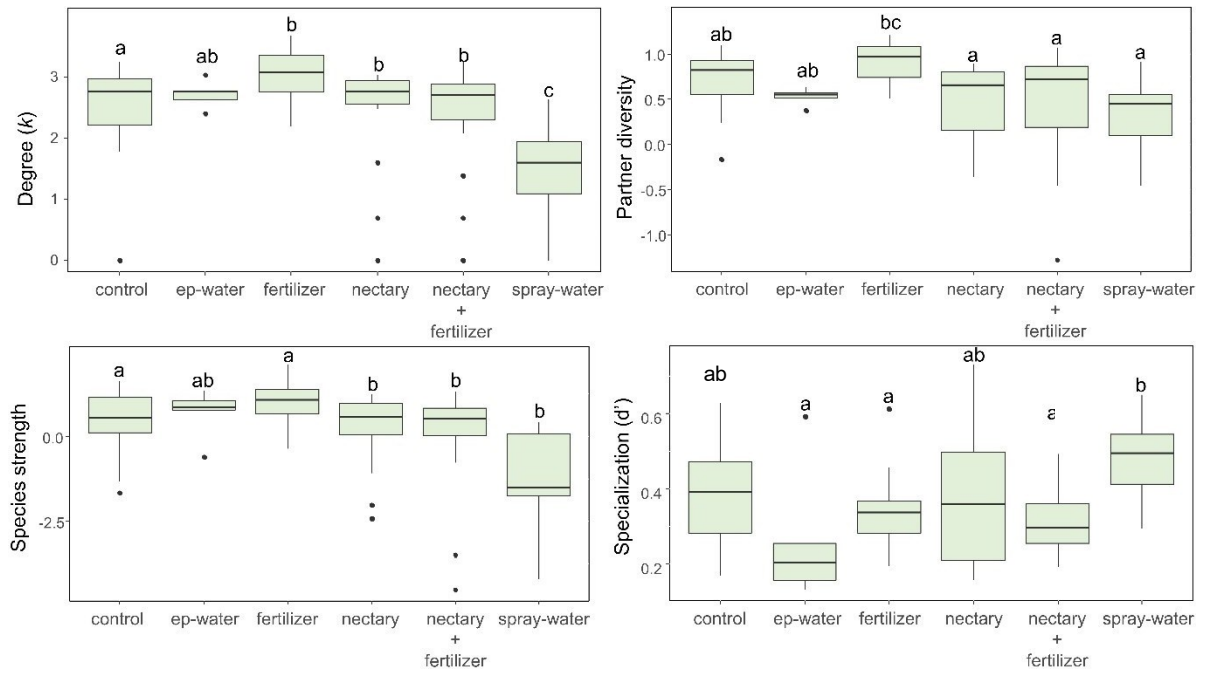 Degree (k)
3
2
1
0
a
ab
b
b
b
c
control
ep-water
fertilizer
nectary
nectary
+
fertilizer
spray-water
Partner diversity
1.0
0.5
0.0
-0.5
-1.0
ab
ab
bc
a
a
a
control
ep-water
fertilizer
nectary
nectary
+
fertilizer
spray-water
Species strength
0.0
-2.5
a
ab
a
b
b
b
control
ep-water
fertilizer
nectary
nectary
+
fertilizer
spray-water
Specialization (d')
0.6
0.4
0.2
ab
a
a
ab
a
b
control
ep-water
fertilizer
nectary
nectary
+
fertilizer
spray-water